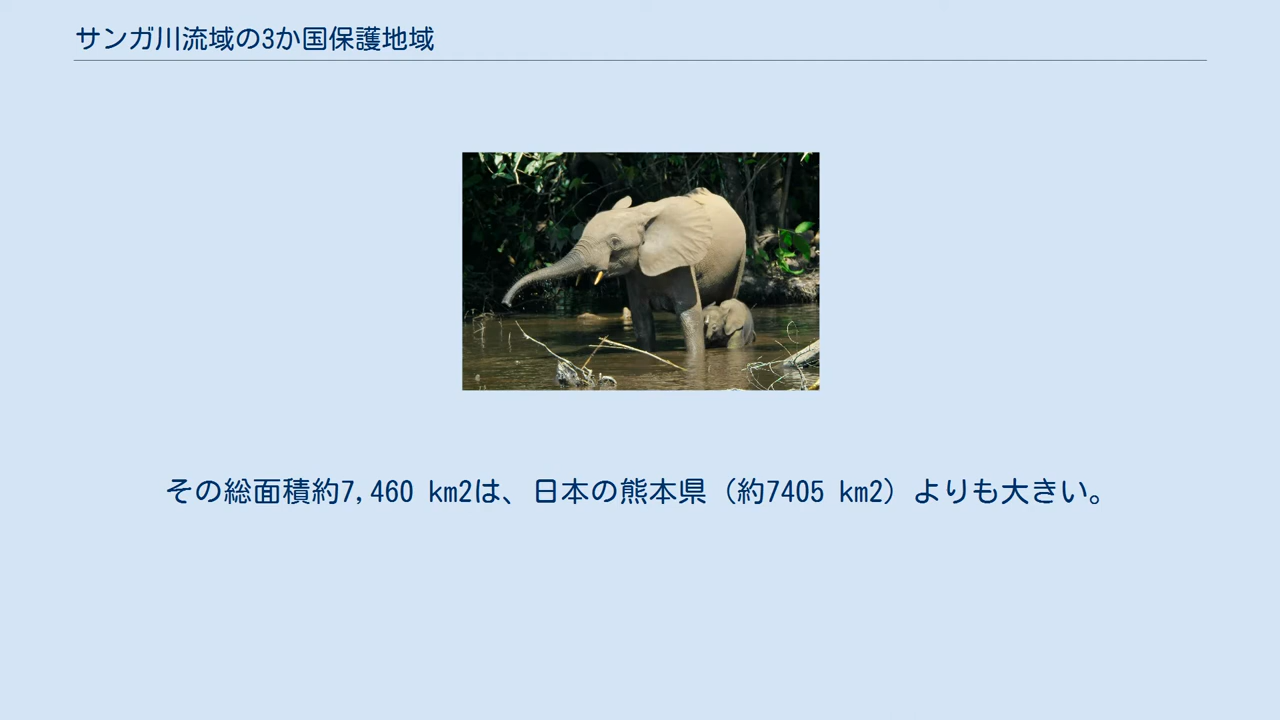 サンガ川流域の3か国保護地域
その総面積約7,460 km2は、日本の熊本県（約7405 km2）よりも大きい。